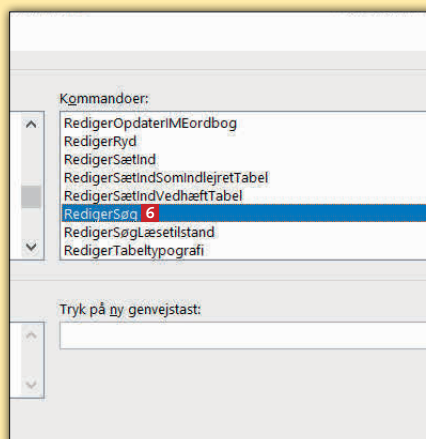 Kommandoer:
RedigerOpdaterIMEordbog
RedigerRyd
RedigerSætInd
RedigerSætIndSomIndlejretTabel
RedigerSætIndVedhæftTabel
RedigerSøg 6
RedigerSøgLæsetilstand
RedigerTabeltypografi
Tryk på ny genvejstast: